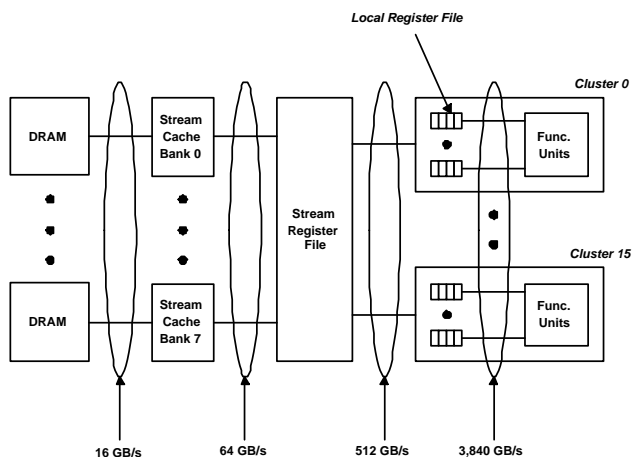 Local Register File
Cluster 0
DRAM
Stream
Cache
Bank 0
Func.
Units
Stream
Register
File
Cluster 15
DRAM
Stream
Cache
Bank 7
Func.
Units
16 GB/s
64 GB/s
512 GB/s
3,840 GB/s